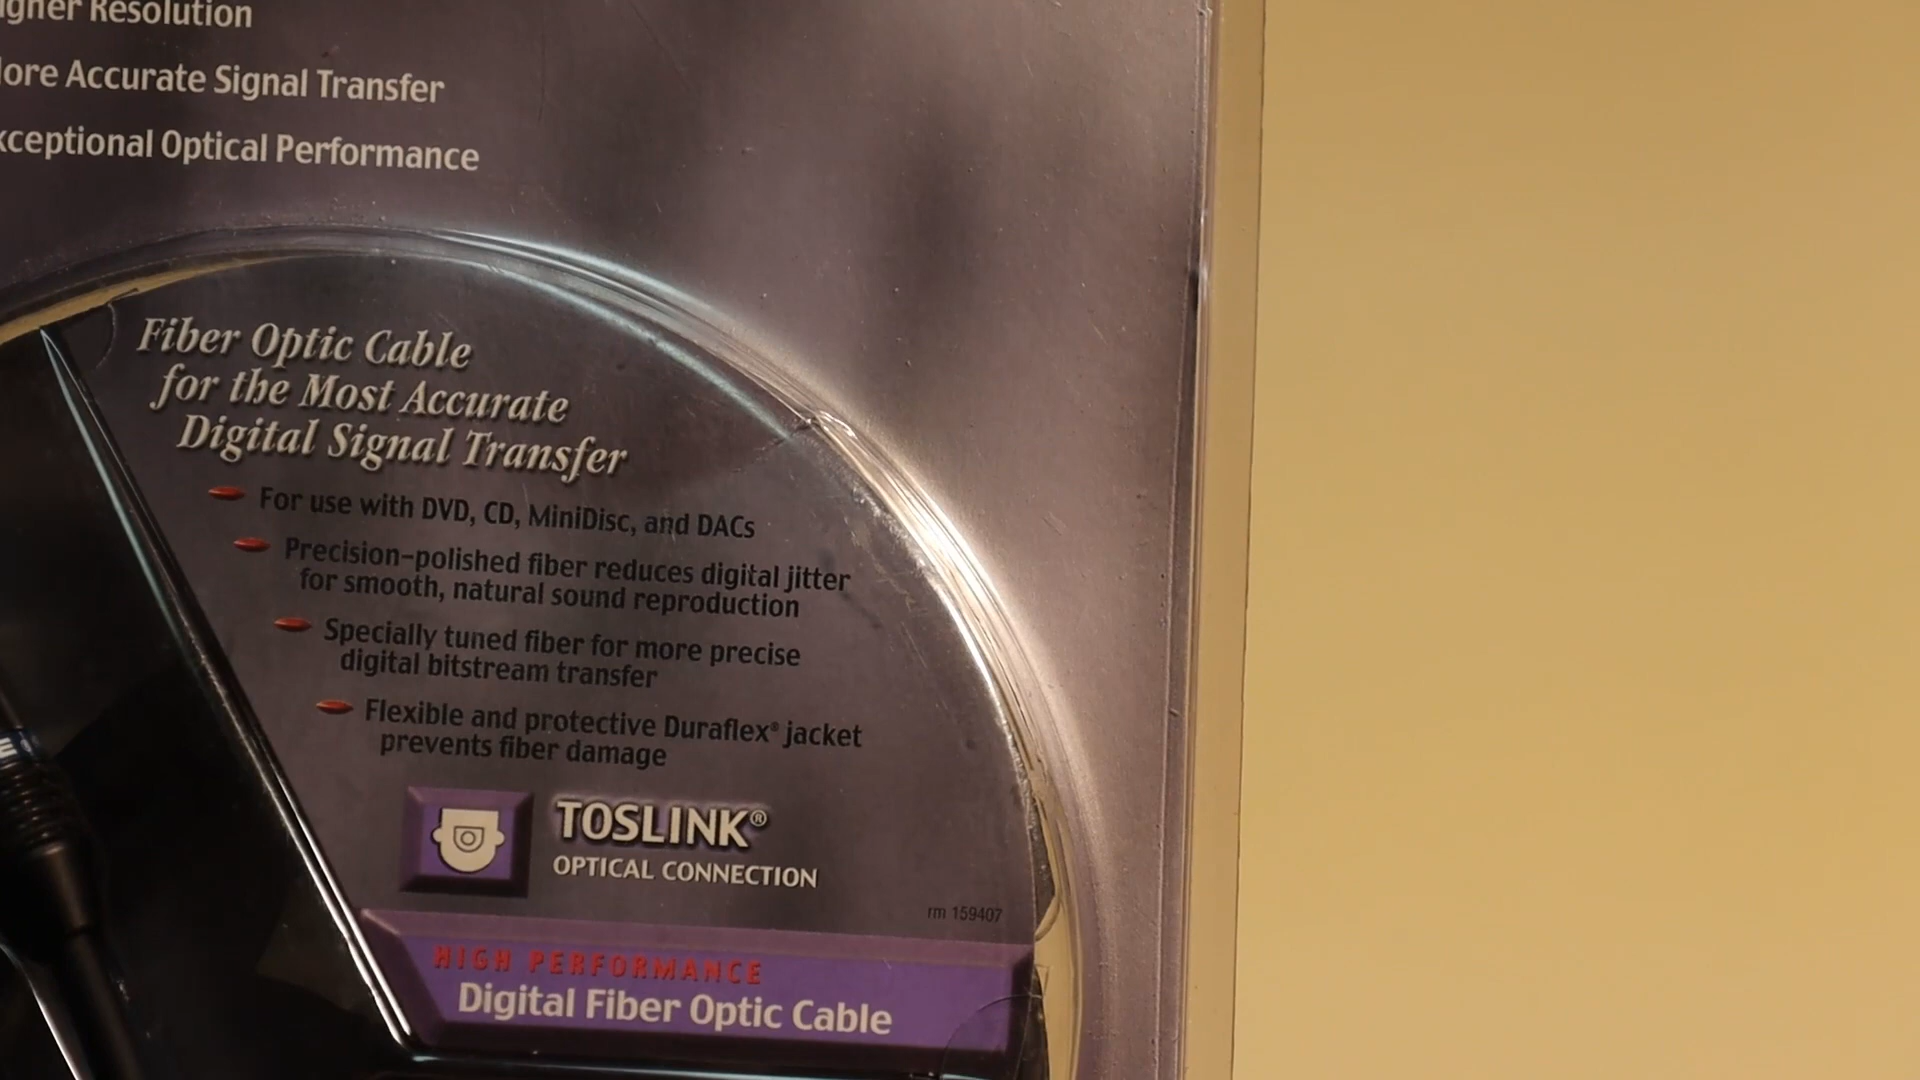 Resolution
Accurate Signal Transfer
Optical Performance
Fiber Optic Cable
for the Most Accurate
Digital Signal Transfer
For use with DVD, CD, MiniDisc, and DACs
Precision-polished fiber reduces digital jitter
for smooth, natural sound reproduction
Specially tuned fiber for more precise
digital bitstream transfer
Flexible and protective Duraflex® jacket
prevents fiber damage
TOSLINK®
OPTICAL CONNECTION
rm 159407
HIGH PERFORMANCE
Digital Fiber Optic Cable